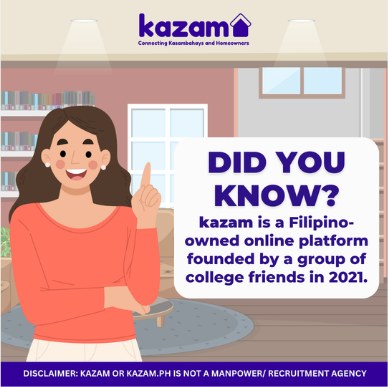 kazam
Connecting Kasambahays and Homeowners
DID YOU
KNOW?
kazam is a Filipino-
owned online platform
founded by a group of
college friends in 2021.
DISCLAIMER: KAZAM OR KAZAM.PH IS NOT A MANPOWER/ RECRUITMENT AGENCY